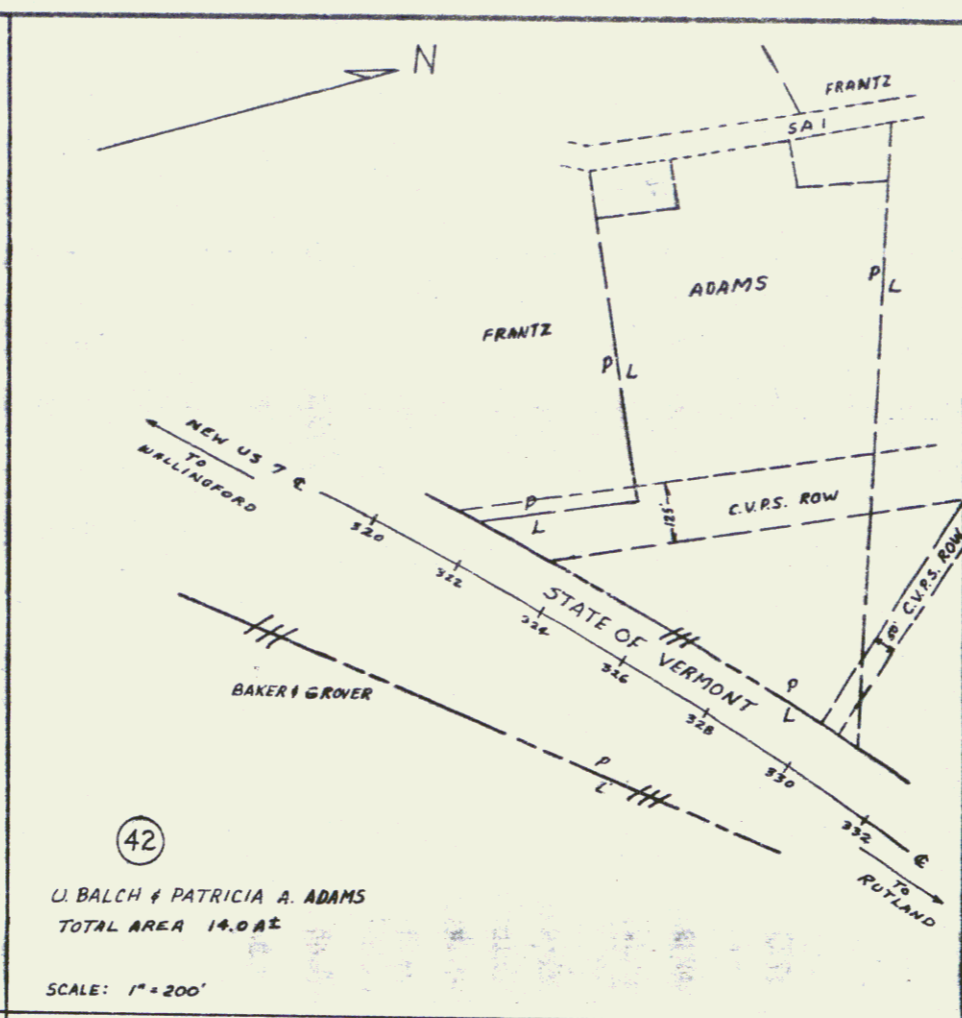 N
FRANTZ
SA 1
ADAMS
P L
FRANTZ
P L
NEW US 7 ℄
TO
WALLINGFORD
P
L
125'
C.V.P.S. ROW
320
322
324
326
328
330
332
STATE OF VERMONT
50' C.V.P.S. ROW
P
L
BAKER & GROVER
P
L
℄
TO
RUTLAND
42
U. BALCH & PATRICIA A. ADAMS
TOTAL AREA 14.0 A±
SCALE: 1" = 200'